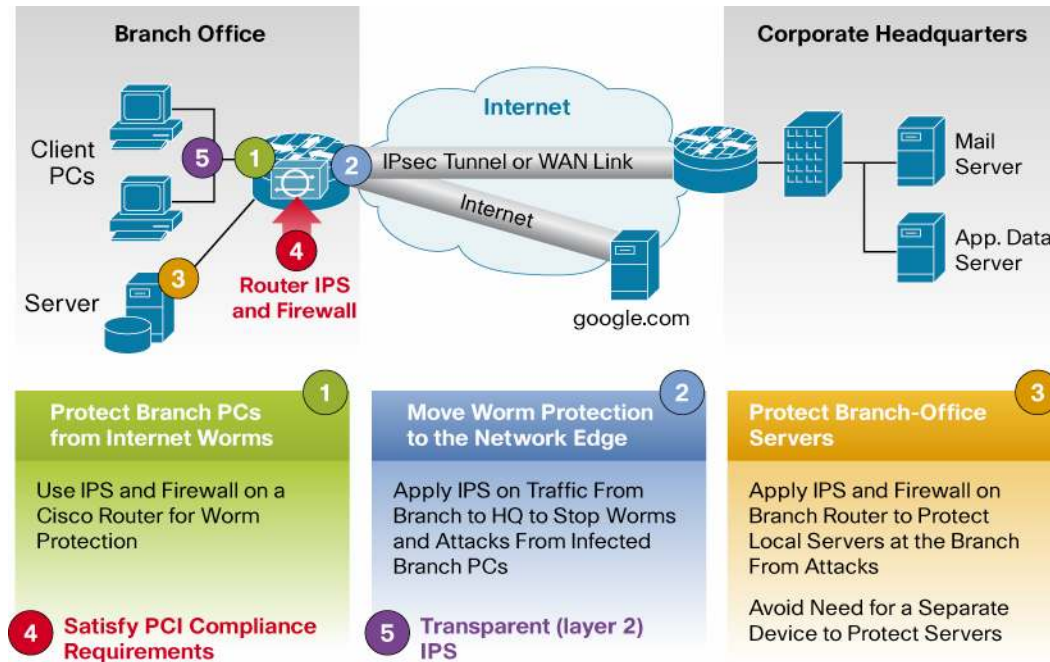 Branch Office
Corporate Headquarters
Internet
Client
PCs
5
1
2
IPsec Tunnel or WAN Link
Internet
Mail
Server
App. Data
Server
3
Server
4
Router IPS
and Firewall
google.com
1
Protect Branch PCs
from Internet Worms
Use IPS and Firewall on a
Cisco Router for Worm
Protection
2
Move Worm Protection
to the Network Edge
Apply IPS on Traffic From
Branch to HQ to Stop Worms
and Attacks From Infected
Branch PCs
3
Protect Branch-Office
Servers
Apply IPS and Firewall on
Branch Router to Protect
Local Servers at the Branch
From Attacks
Avoid Need for a Separate
Device to Protect Servers
4
Satisfy PCI Compliance
Requirements
5
Transparent (layer 2)
IPS